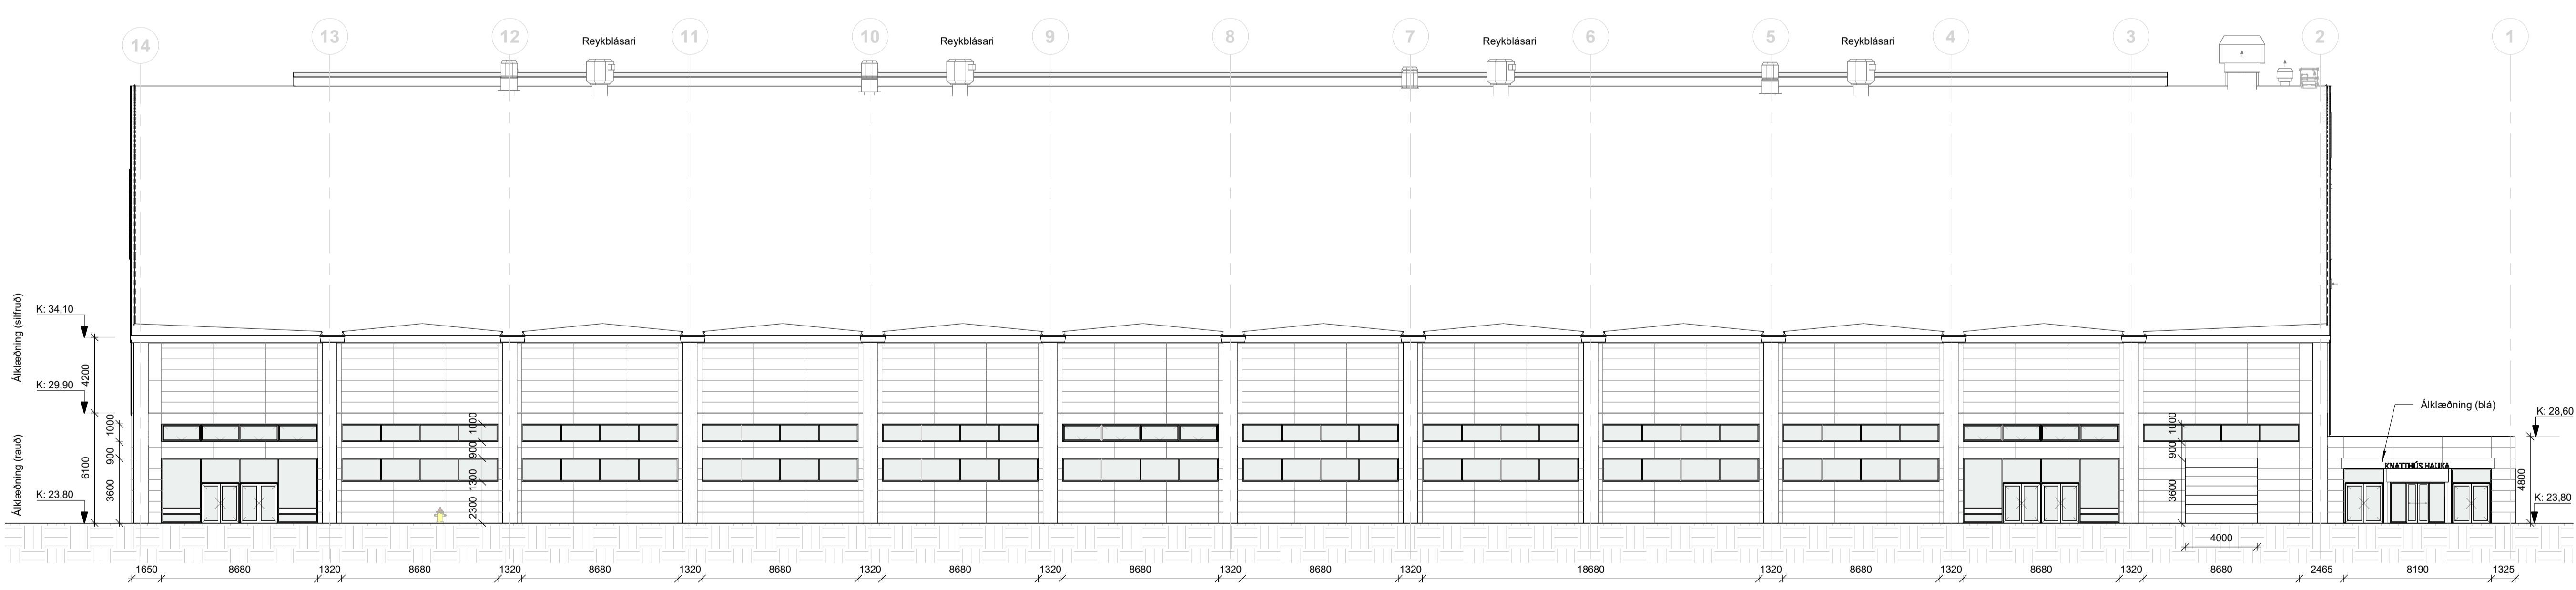 14
13
12
11
10
9
8
7
6
5
4
3
2
1
Reykblásari
Reykblásari
Reykblásari
Reykblásari
Álklæðning (silfruð)
K: 34,10
4200
K: 29,90
Álklæðning (rauð)
6100
1000
900
3600
K: 23,80
1000
900
1300
2300
1000
900
3600
4000
Álklæðning (blá)
KNATTHÚS HAUKA
K: 28,60
4800
K: 23,80
1650 8680 1320 8680 1320 8680 1320 8680 1320 8680 1320 8680 1320 8680 1320 18680 1320 8680 1320 8680 1320 8680 2465 8190 1325